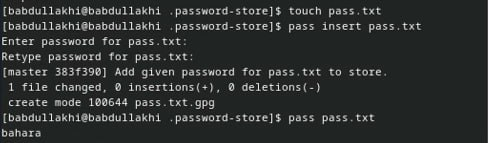 [babdullakhi@babdullakhi .password-store]$ touch pass.txt
[babdullakhi@babdullakhi .password-store]$ pass insert pass.txt
Enter password for pass.txt:
Retype password for pass.txt:
[master 383f390] Add given password for pass.txt to store.
 1 file changed, 0 insertions(+), 0 deletions(-)
 create mode 100644 pass.txt.gpg
[babdullakhi@babdullakhi .password-store]$ pass pass.txt
bahara